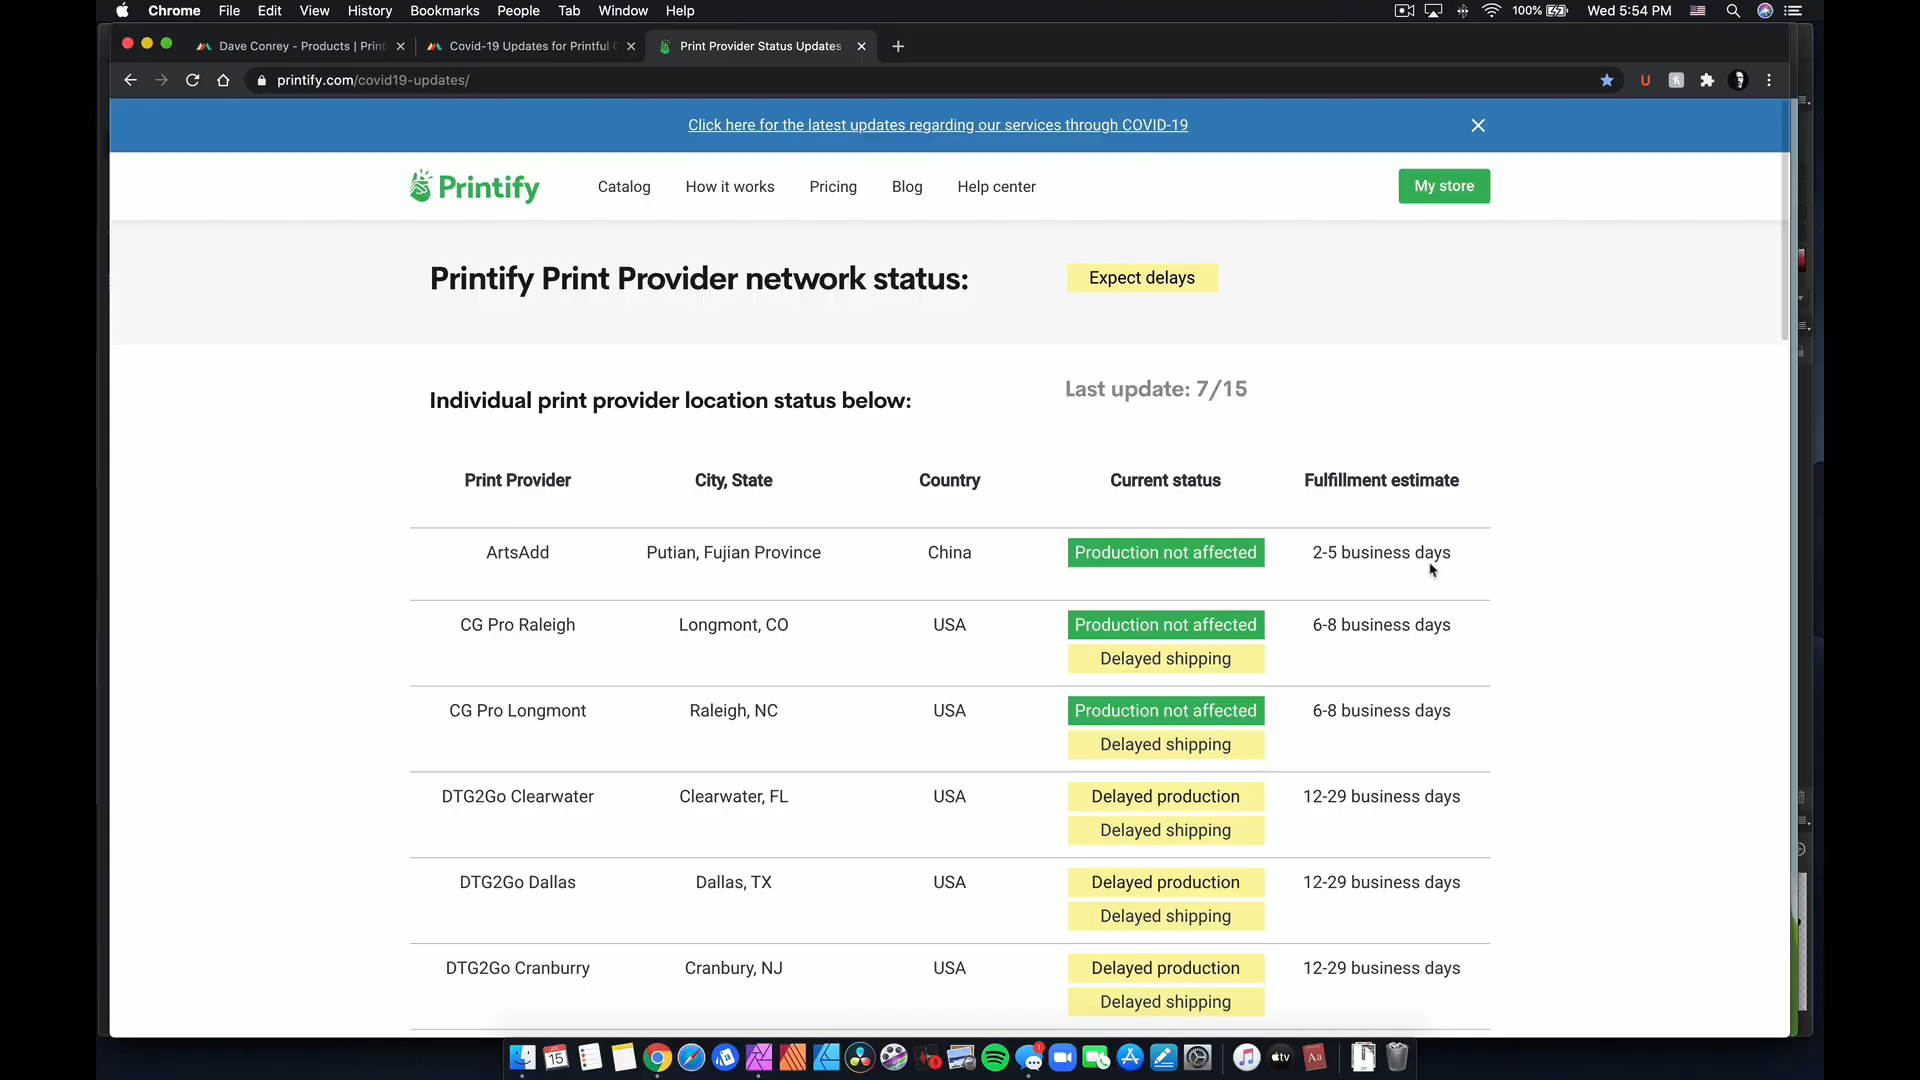 Chrome File Edit View History Bookmarks People Tab Window Help 100% Wed 5:54 PM
Dave Conrey - Products | Print Covid-19 Updates for Printful Print Provider Status Updates
printify.com/covid19-updates/
Click here for the latest updates regarding our services through COVID-19
Printify Catalog How it works Pricing Blog Help center My store
Printify Print Provider network status: Expect delays
Individual print provider location status below: Last update: 7/15
Print Provider City, State Country Current status Fulfillment estimate
ArtsAdd Putian, Fujian Province China Production not affected 2-5 business days
CG Pro Raleigh Longmont, CO USA Production not affected 6-8 business days
Delayed shipping
CG Pro Longmont Raleigh, NC USA Production not affected 6-8 business days
Delayed shipping
DTG2Go Clearwater Clearwater, FL USA Delayed production 12-29 business days
Delayed shipping
DTG2Go Dallas Dallas, TX USA Delayed production 12-29 business days
Delayed shipping
DTG2Go Cranburry Cranbury, NJ USA Delayed production 12-29 business days
Delayed shipping